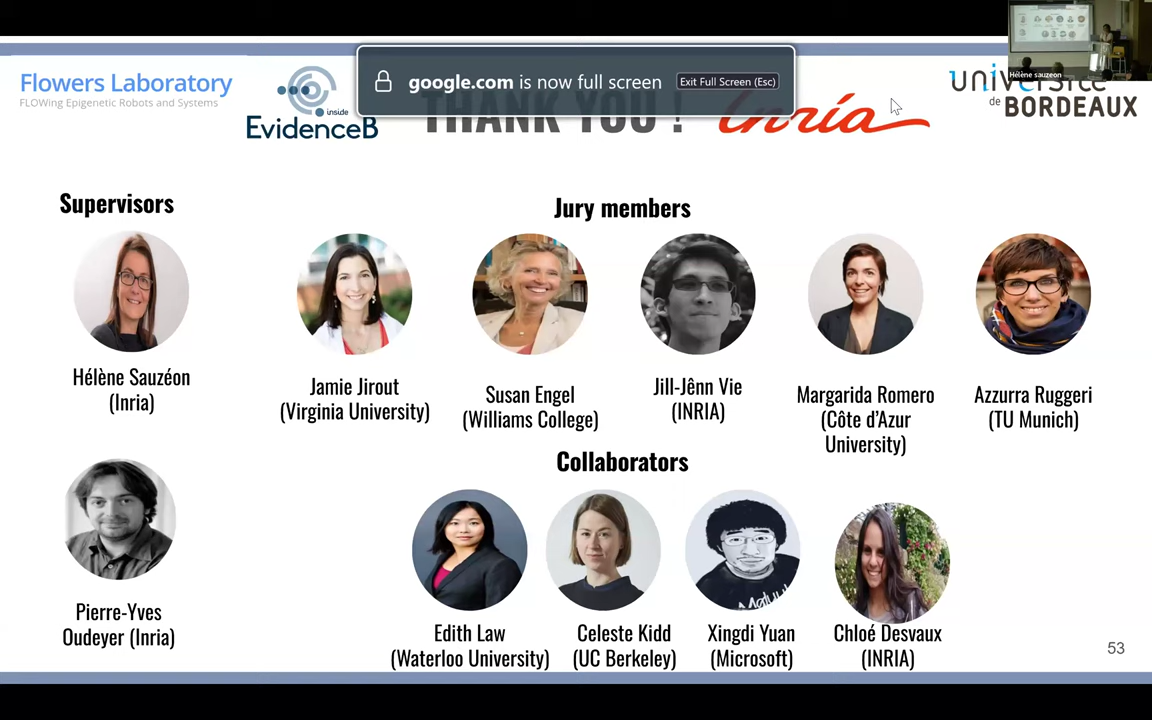 Flowers Laboratory
FLOWing Epigenetic Robots and Systems
inside
EvidenceB
google.com is now full screen
Exit Full Screen (Esc)
THANK YOU !
Inria
Hélène sauzeon
université
de BORDEAUX
Supervisors
Jury members
Hélène Sauzéon
(Inria)
Jamie Jirout
(Virginia University)
Susan Engel
(Williams College)
Jill-Jênn Vie
(INRIA)
Margarida Romero
(Côte d’Azur
University)
Azzurra Ruggeri
(TU Munich)
Collaborators
Pierre-Yves
Oudeyer (Inria)
Edith Law
(Waterloo University)
Celeste Kidd
(UC Berkeley)
Xingdi Yuan
(Microsoft)
Chloé Desvaux
(INRIA)
53